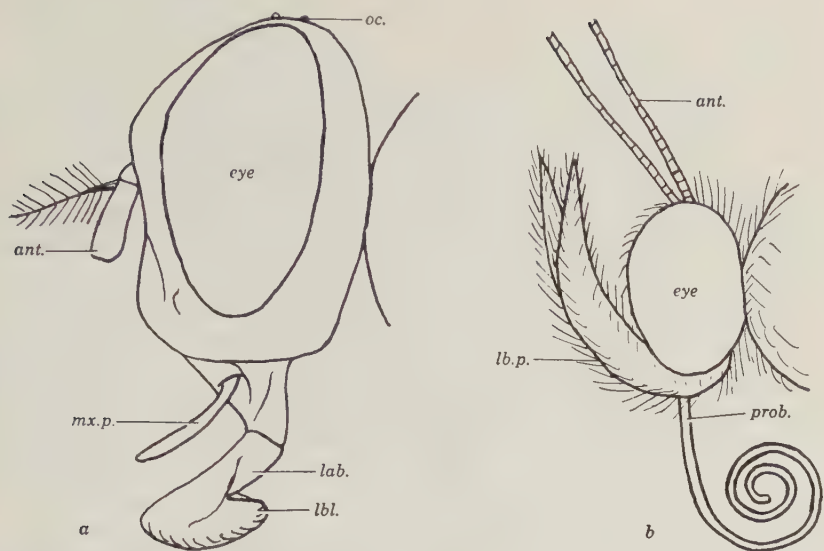 oc.
eye
ant.
mx.p.
lab.
lbl.
a
ant.
eye
lb.p.
prob.
b